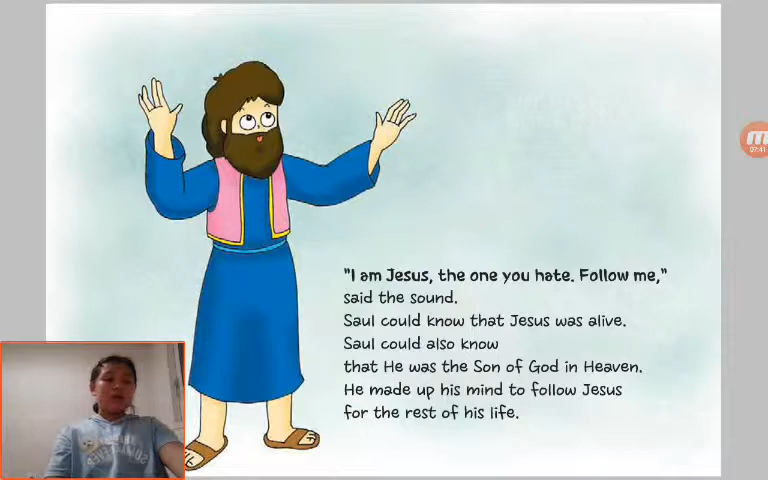 "I am Jesus, the one you hate. Follow me,"
said the sound.
Saul could know that Jesus was alive.
Saul could also know
that He was the Son of God in Heaven.
He made up his mind to follow Jesus
for the rest of his life.
07:41